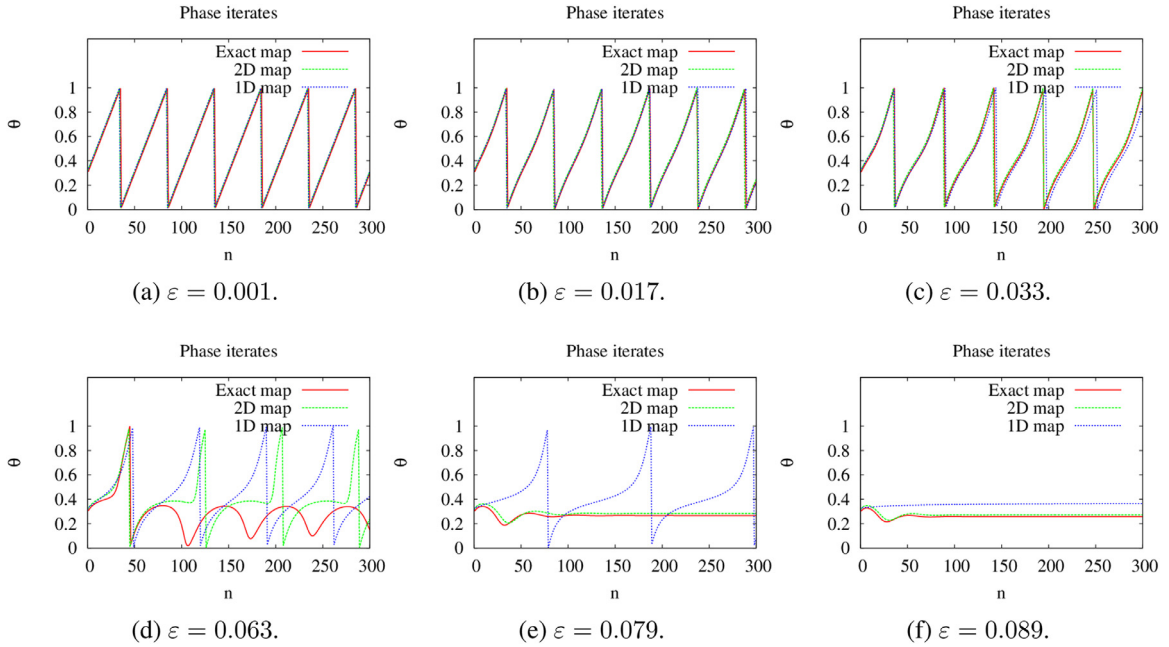 Phase iterates
Exact map
2D map
1D map
1
0.8
0.6
0.4
0.2
0
θ
0 50 100 150 200 250 300
n
(a) ε = 0.001.
Phase iterates
Exact map
2D map
1D map
1
0.8
0.6
0.4
0.2
0
θ
0 50 100 150 200 250 300
n
(b) ε = 0.017.
Phase iterates
Exact map
2D map
1D map
1
0.8
0.6
0.4
0.2
0
θ
0 50 100 150 200 250 300
n
(c) ε = 0.033.
Phase iterates
Exact map
2D map
1D map
1
0.8
0.6
0.4
0.2
0
θ
0 50 100 150 200 250 300
n
(d) ε = 0.063.
Phase iterates
Exact map
2D map
1D map
1
0.8
0.6
0.4
0.2
0
θ
0 50 100 150 200 250 300
n
(e) ε = 0.079.
Phase iterates
Exact map
2D map
1D map
1
0.8
0.6
0.4
0.2
0
θ
0 50 100 150 200 250 300
n
(f) ε = 0.089.